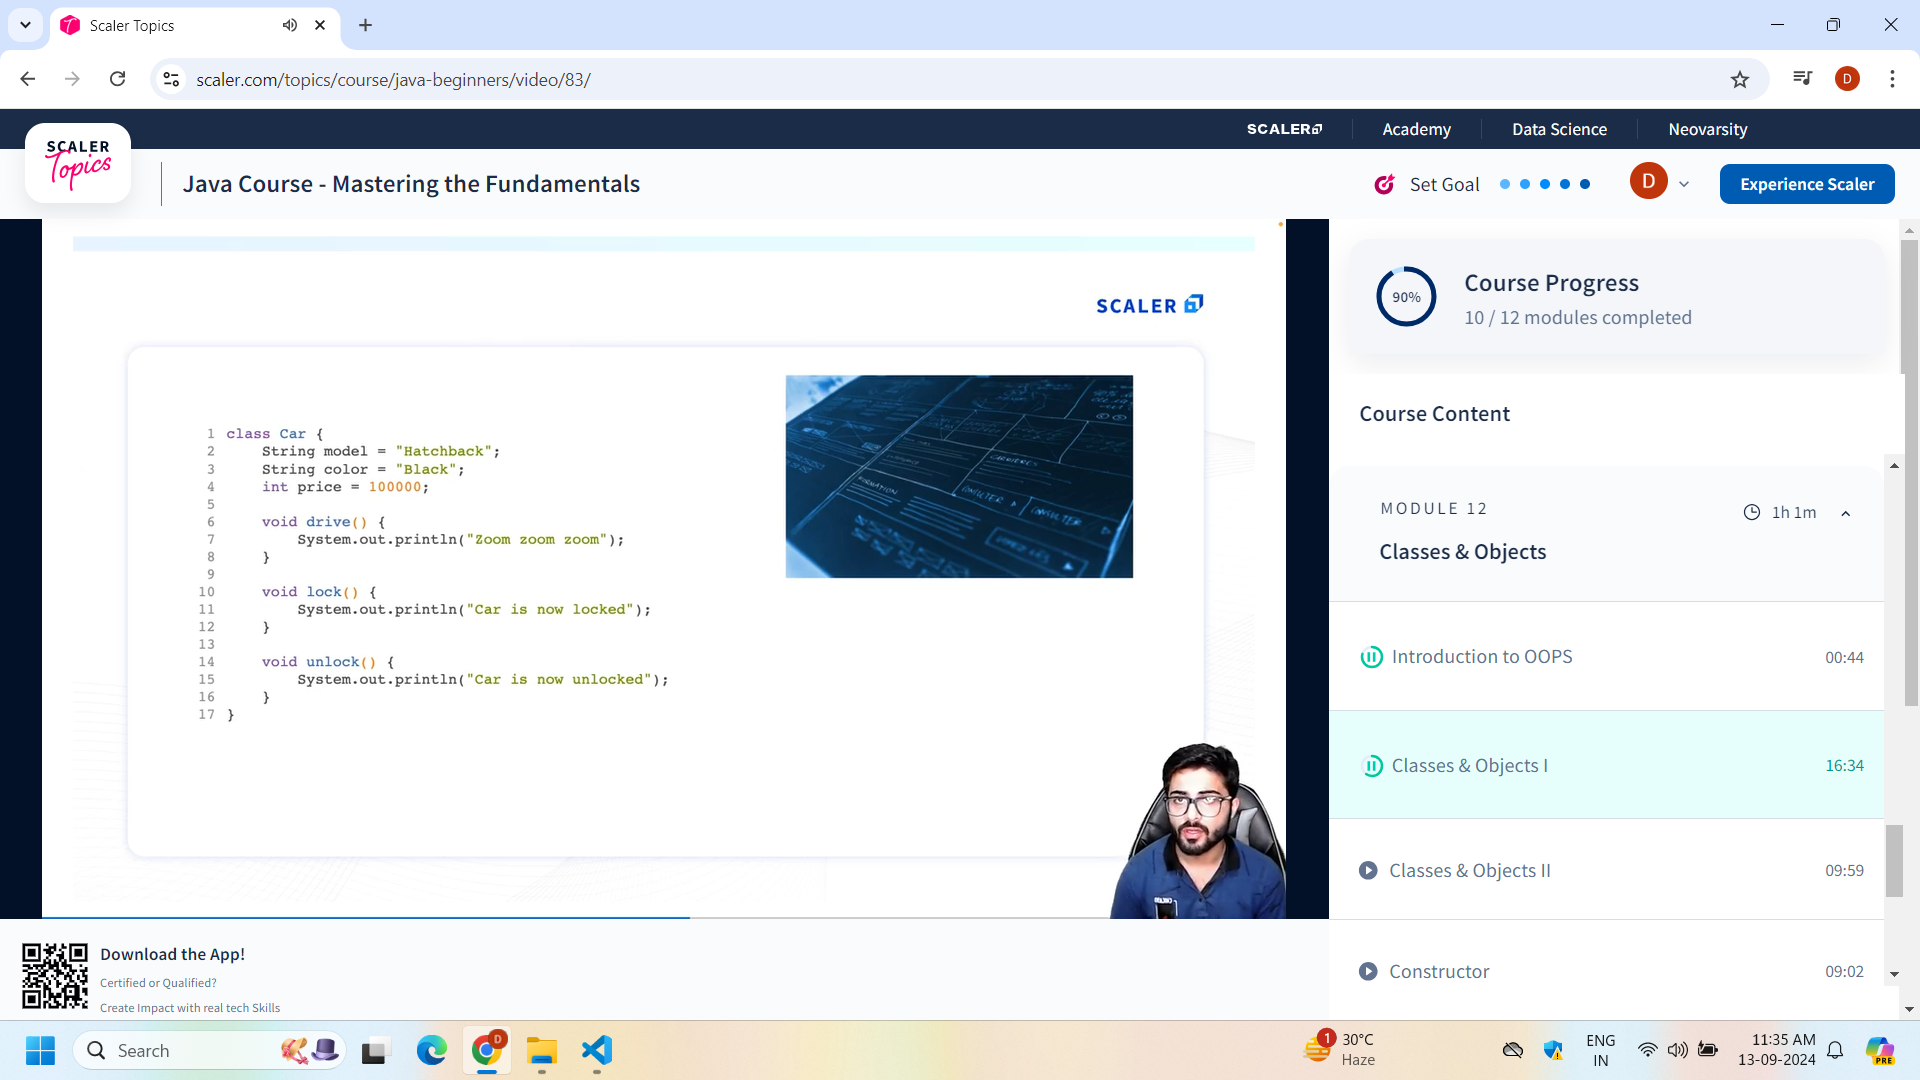 Scaler Topics
scaler.com/topics/course/java-beginners/video/83/
D
SCALER
Academy
Data Science
Neovarsity
SCALER
Topics
Java Course - Mastering the Fundamentals
Set Goal
D
Experience Scaler
SCALER
1 class Car {
2 String model = "Hatchback";
3 String color = "Black";
4 int price = 100000;
5
6 void drive() {
7 System.out.println("Zoom zoom zoom");
8 }
9
10 void lock() {
11 System.out.println("Car is now locked");
12 }
13
14 void unlock() {
15 System.out.println("Car is now unlocked");
16 }
17 }
CARRIERES
FORMATION
CONSULTER
CONSULTER
90%
Course Progress
10 / 12 modules completed
Course Content
MODULE 12
1h 1m
Classes & Objects
Introduction to OOPS
00:44
Classes & Objects I
16:34
Classes & Objects II
09:59
Constructor
09:02
Download the App!
Certified or Qualified?
Create Impact with real tech Skills
Search
D
1
30°C
Haze
ENG
IN
11:35 AM
13-09-2024
PRE